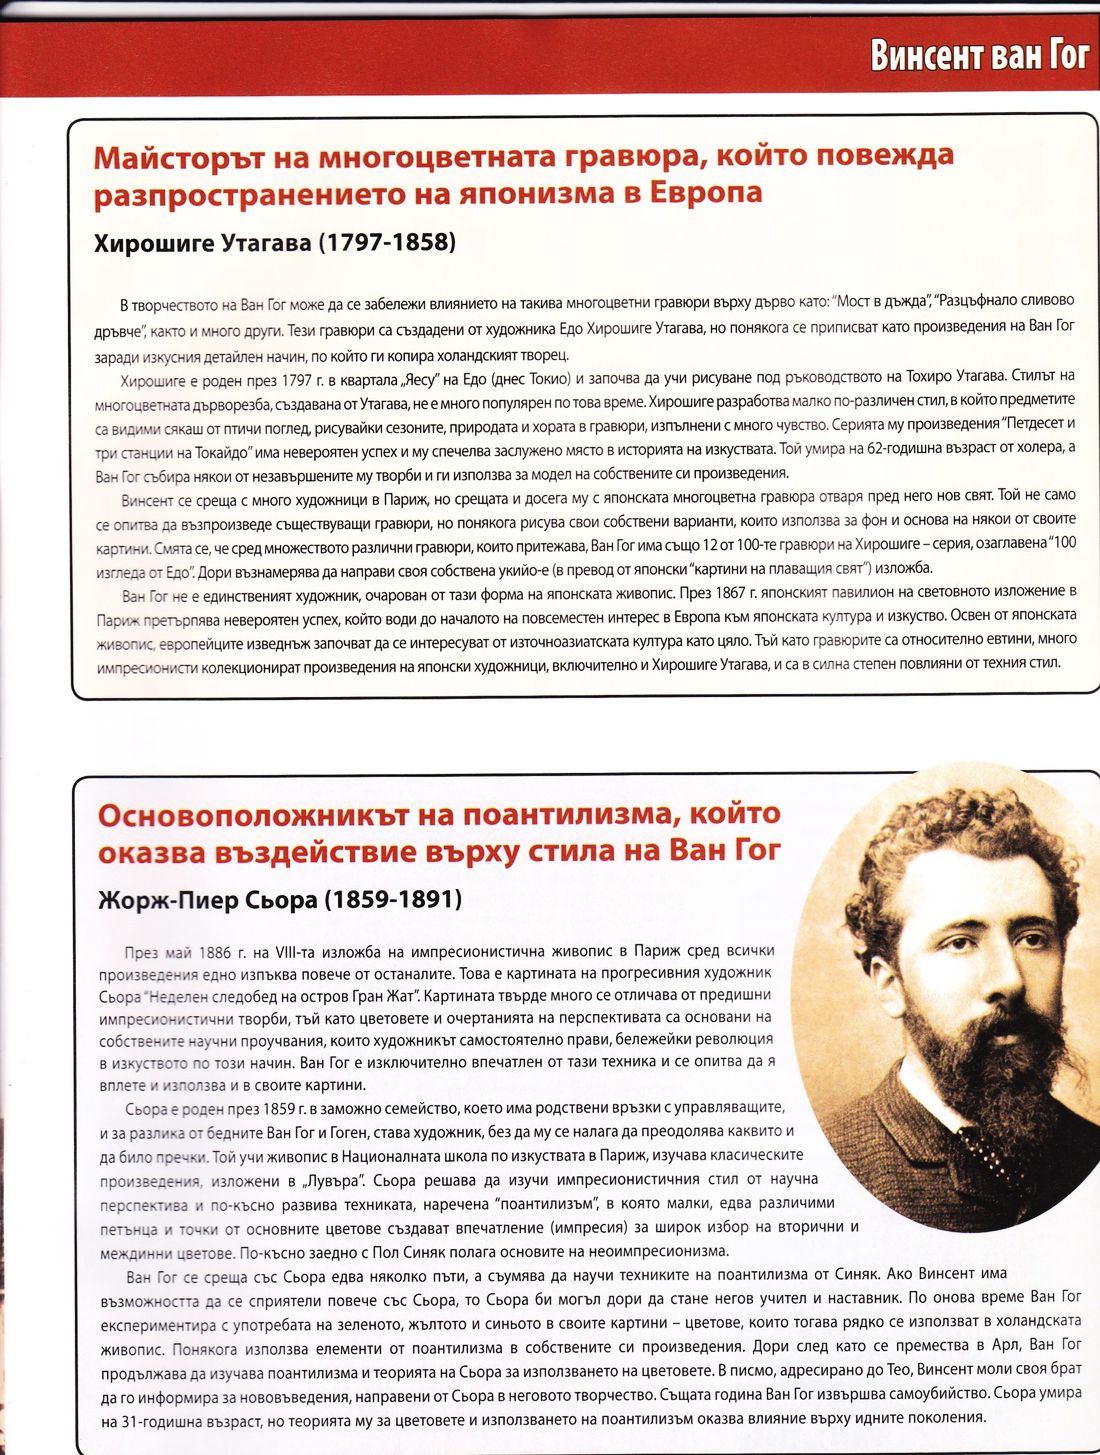 Винсент ван Гог
Майсторът на многоцветната гравюра, който повежда
разпространението на японизма в Европа
Хирошиге Утагава (1797-1858)
В творчеството на Ван Гог може да се забележи влиянието на такива многоцветни гравюри върху дърво като: “Мост в дъжда”, “Разцъфнало сливово
дръвче”, както и много други. Тези гравюри са създадени от художника Едо Хирошиге Утагава, но понякога се приписват като произведения на Ван Гог
заради изкусния детайлен начин, по който ги копира холандският творец.
Хирошиге е роден през 1797 г. в квартала „Яесу” на Едо (днес Токио) и започва да учи рисуване под ръководството на Тохиро Утагава. Стилът на
многоцветната дърворезба, създавана от Утагава, не е много популярен по това време. Хирошиге разработва малко по-различен стил, в който предметите
са видими сякаш от птичи поглед, рисувайки сезоните, природата и хората в гравюри, изпълнени с много чувство. Серията му произведения “Петдесет и
три станции на Токайдо” има невероятен успех и му спечелва заслужено място в историята на изкуствата. Той умира на 62-годишна възраст от холера, а
Ван Гог събира някои от незавършените му творби и ги използва за модел на собствените си произведения.
Винсент се среща с много художници в Париж, но срещата и досега му с японската многоцветна гравюра отваря пред него нов свят. Той не само
се опитва да възпроизведе съществуващи гравюри, но понякога рисува свои собствени варианти, които използва за фон и основа на някои от своите
картини. Смята се, че сред множеството различни гравюри, които притежава, Ван Гог има също 12 от 100-те гравюри на Хирошиге – серия, озаглавена “100
изгледа от Едо”. Дори възнамерява да направи своя собствена укийо-е (в превод от японски “картини на плаващия свят”) изложба.
Ван Гог не е единственият художник, очарован от тази форма на японската живопис. През 1867 г. японският павилион на световното изложение в
Париж претърпява невероятен успех, който води до началото на повсеместен интерес в Европа към японската култура и изкуство. Освен от японската
живопис, европейците изведнъж започват да се интересуват от източноазиатската култура като цяло. Тъй като гравюрите са относително евтини, много
импресионисти колекционират произведения на японски художници, включително и Хирошиге Утагава, и са в силна степен повлияни от техния стил.
Основоположникът на поантилизма, който
оказва въздействие върху стила на Ван Гог
Жорж-Пиер Сьора (1859-1891)
През май 1886 г. на VIII-та изложба на импресионистична живопис в Париж сред всички
произведения едно изпъква повече от останалите. Това е картината на прогресивния художник
Сьора “Неделен следобед на остров Гран Жат”. Картината твърде много се отличава от предишни
импресионистични творби, тъй като цветовете и очертанията на перспективата са основани на
собствените научни проучвания, които художникът самостоятелно прави, бележейки революция
в изкуството по този начин. Ван Гог е изключително впечатлен от тази техника и се опитва да я
вплете и използва и в своите картини.
Сьора е роден през 1859 г. в заможно семейство, което има родствени връзки с управляващите,
и за разлика от бедните Ван Гог и Гоген, става художник, без да му се налага да преодолява каквито и
да било пречки. Той учи живопис в Националната школа по изкуствата в Париж, изучава класическите
произведения, изложени в „Лувъра”. Сьора решава да изучи импресионистичния стил от научна
перспектива и по-късно развива техниката, наречена “поантилизъм”, в която малки, едва различими
петънца и точки от основните цветове създават впечатление (импресия) за широк избор на вторични и
междинни цветове. По-късно заедно с Пол Синяк полага основите на неоимпресионизма.
Ван Гог се среща със Сьора едва няколко пъти, а съумява да научи техниките на поантилизма от Синяк. Ако Винсент има
възможността да се сприятели повече със Сьора, то Сьора би могъл дори да стане негов учител и наставник. По онова време Ван Гог
експериментира с употребата на зеленото, жълтото и синьото в своите картини – цветове, които тогава рядко се използват в холандската
живопис. Понякога използва елементи от поантилизма в собствените си произведения. Дори след като се премества в Арл, Ван Гог
продължава да изучава поантилизма и теорията на Сьора за използването на цветовете. В писмо, адресирано до Тео, Винсент моли своя брат
да го информира за нововъведения, направени от Сьора в неговото творчество. Същата година Ван Гог извършва самоубийство. Сьора умира
на 31-годишна възраст, но теорията му за цветовете и използването на поантилизъм оказва влияние върху идните поколения.